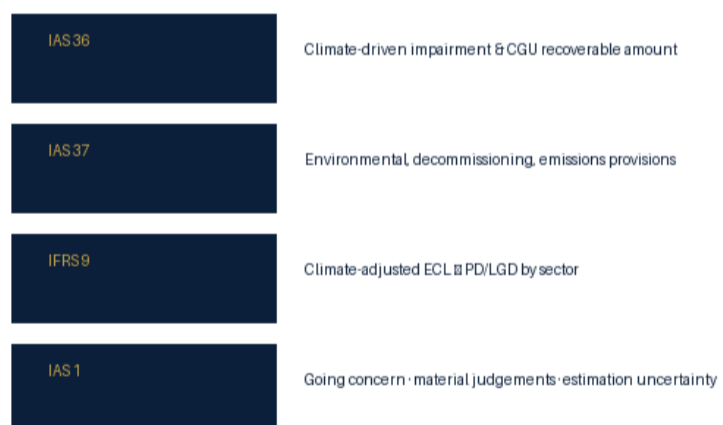 IAS 36
Climate-driven impairment & CGU recoverable amount
IAS 37
Environmental, decommissioning, emissions provisions
IFRS 9
Climate-adjusted ECL PD/LGD by sector
IAS 1
Going concern · material judgements · estimation uncertainty